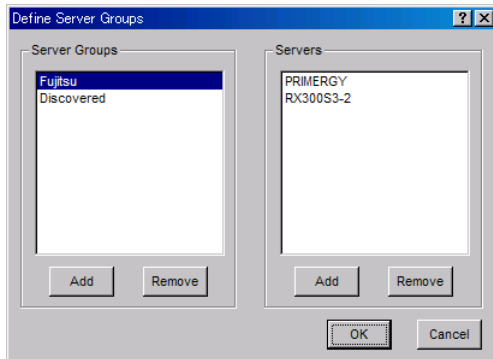 Define Server Groups
Server Groups
Fujitsu
Discovered
Add Remove
Servers
PRIMERGY
RX300S3-2
Add Remove
OK Cancel